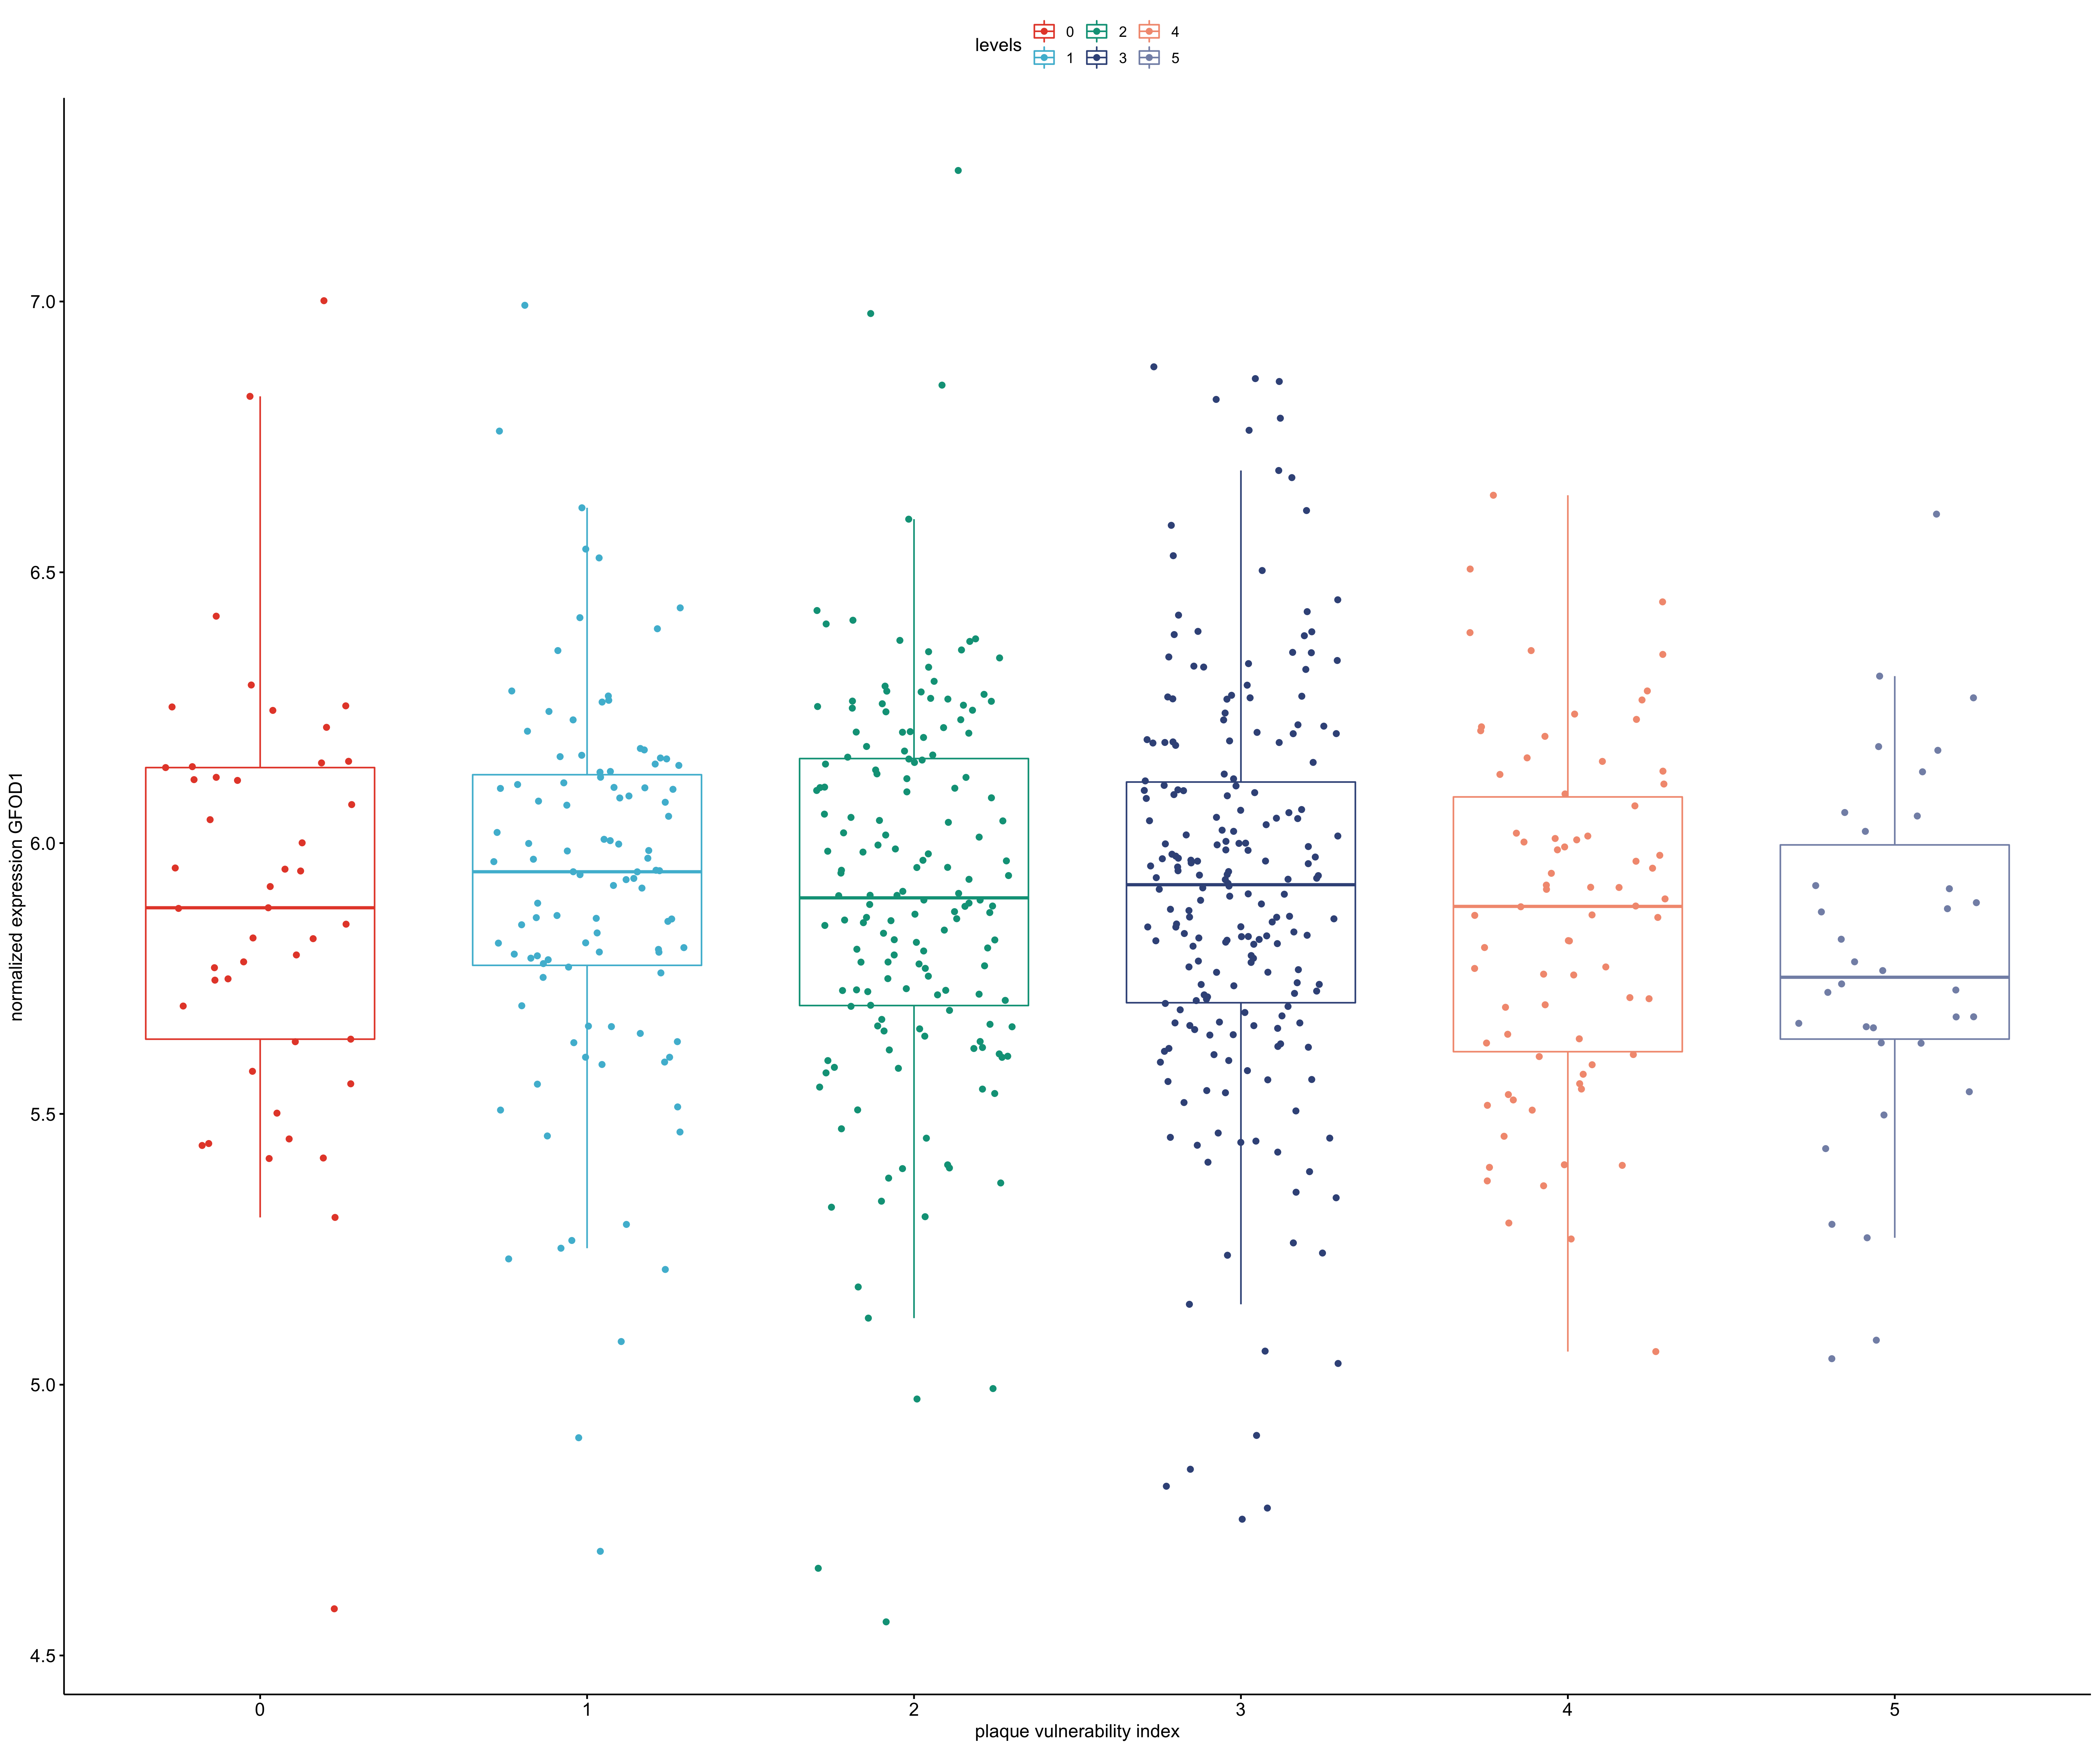 levels
0 2 4
1 3 5
normalized expression GFOD1
7.0
6.5
6.0
5.5
5.0
4.5
0 1 2 3 4 5
plaque vulnerability index